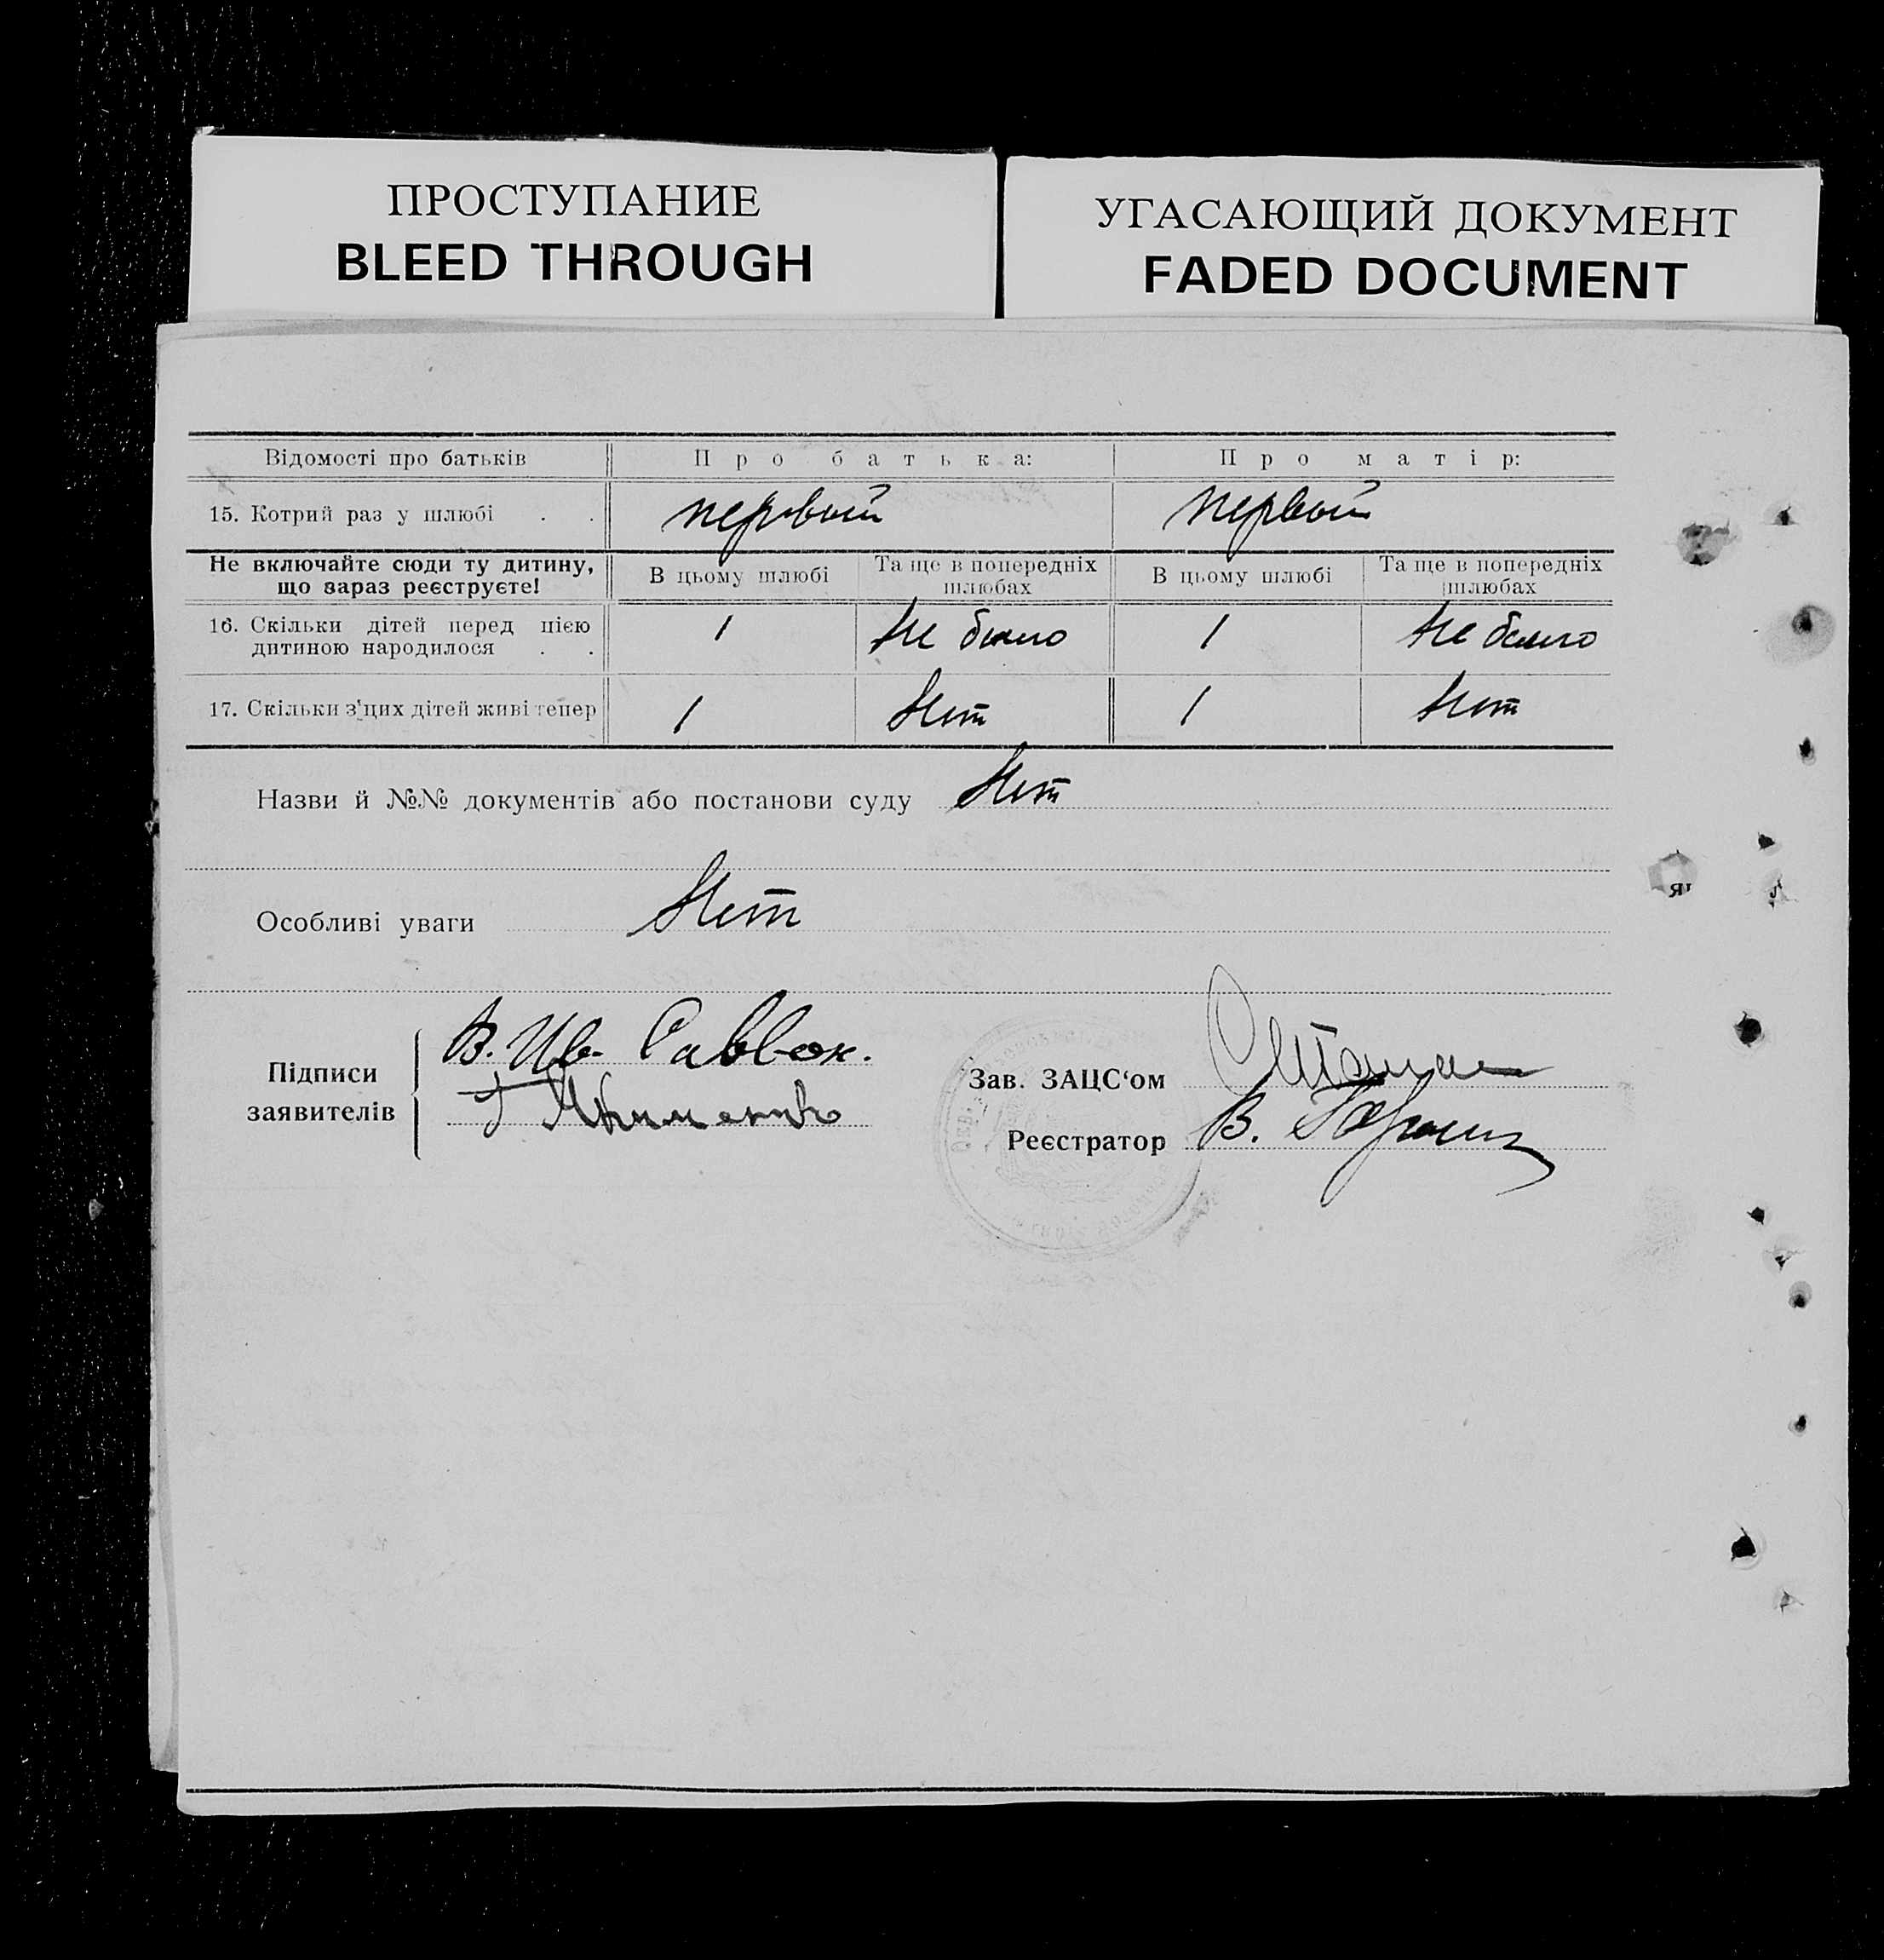 ПРОСТУПАНИЕ
BLEED THROUGH
УГАСАЮЩИЙ ДОКУМЕНТ
FADED DOCUMENT
Відомості про батьків Про батька: Про матір:
15. Котрий раз у шлюбі . . первый первый
Не включайте сюди ту дитину, що зараз реєструєте! В цьому шлюбі Та ще в попередніх шлюбах В цьому шлюбі Та ще в попередніх шлюбах
16. Скільки дітей перед цією дитиною народилося . . 1 не было 1 не было
17. Скільки з'цих дітей живі тепер 1 Нет 1 Нет
Назви й №№ документів або постанови суду Нет
Особливі уваги Нет
Підписи заявителів
В. Ив. Саввок.
Зав. ЗАЦС‘ом
Реєстратор В.